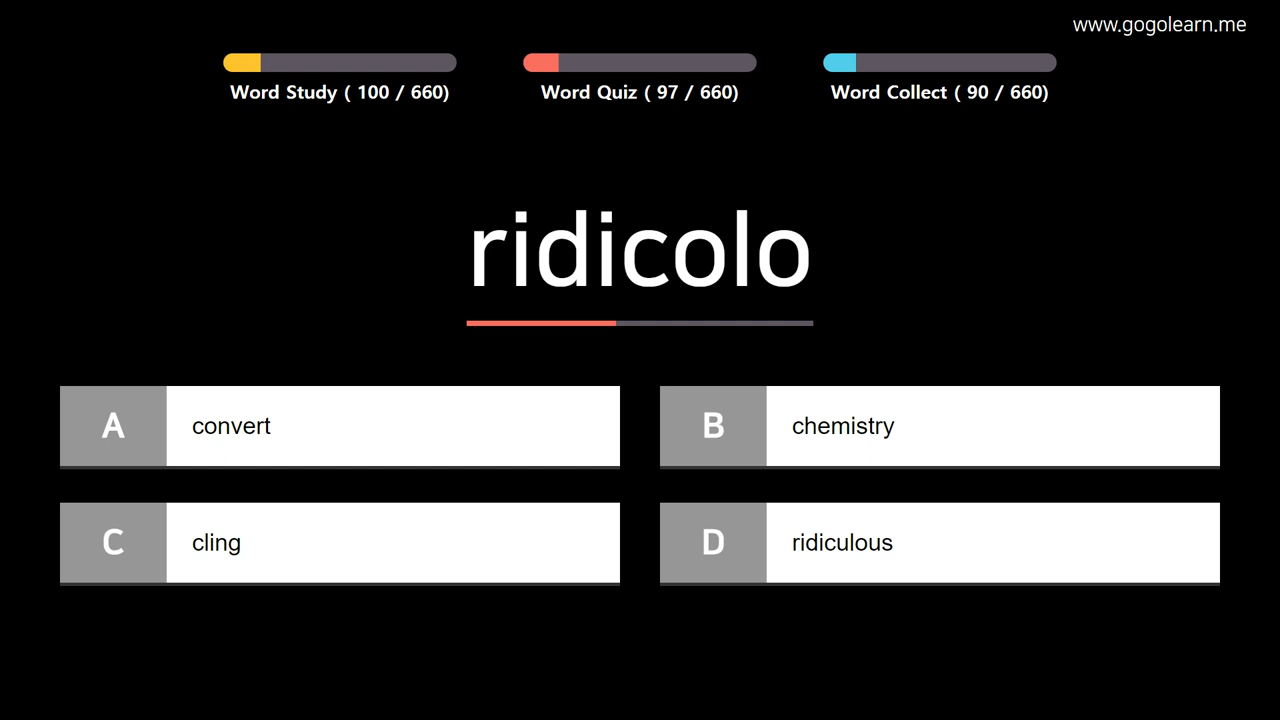 www.gogolearn.me
Word Study ( 100 / 660)
Word Quiz ( 97 / 660)
Word Collect ( 90 / 660)
ridicolo
A convert
B chemistry
C cling
D ridiculous